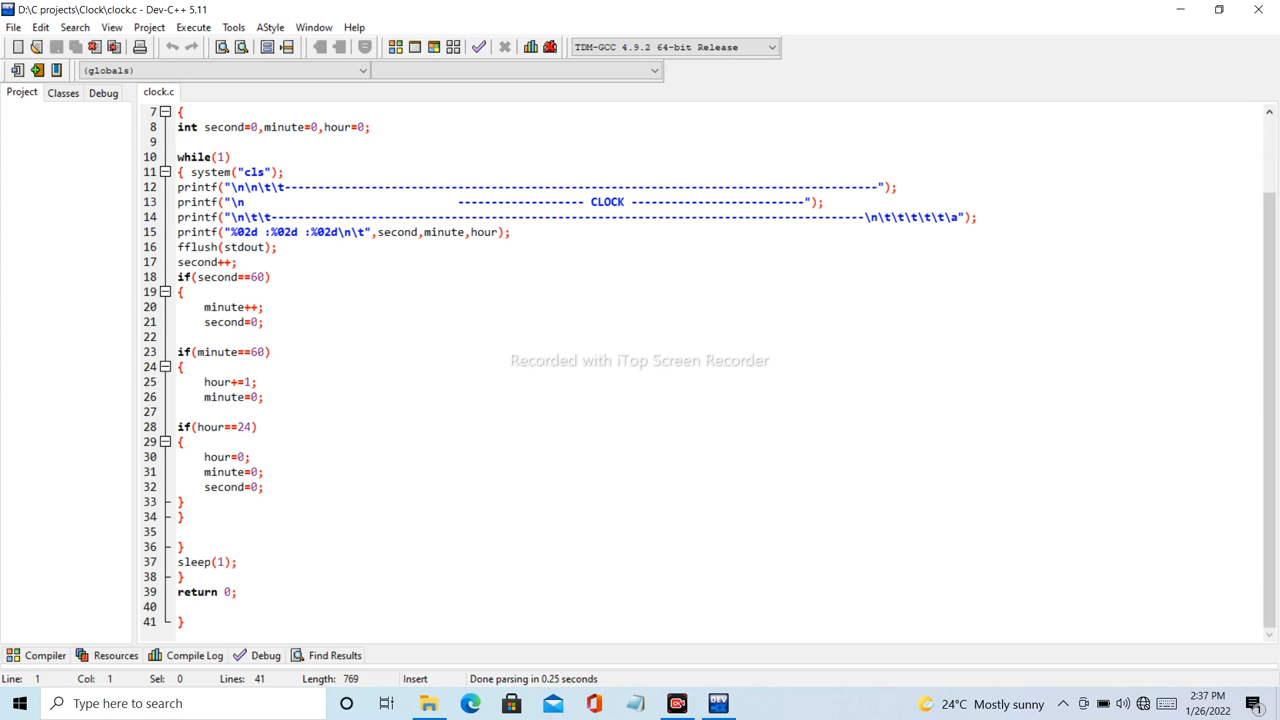 D:\C projects\Clock\clock.c - Dev-C++ 5.11
File Edit Search View Project Execute Tools AStyle Window Help
TDM-GCC 4.9.2 64-bit Release
(globals)
Project Classes Debug clock.c
7 {
8 int second=0,minute=0,hour=0;
9
10 while(1)
11 { system("cls");
12 printf("\n\n\t\t-----------------------------------------------------------------------------------------");
13 printf("\n                                ------------------- CLOCK --------------------------");
14 printf("\n\t\t-----------------------------------------------------------------------------------------\n\t\t\t\t\t\a");
15 printf("%02d :%02d :%02d\n\t",second,minute,hour);
16 fflush(stdout);
17 second++;
18 if(second==60)
19 {
20 minute++;
21 second=0;
22
23 if(minute==60)
24 {
25 hour+=1;
26 minute=0;
27
28 if(hour==24)
29 {
30 hour=0;
31 minute=0;
32 second=0;
33 }
34 }
35
36 }
37 sleep(1);
38 }
39 return 0;
40
41 }
Recorded with iTop Screen Recorder
Compiler Resources Compile Log Debug Find Results
Line: 1 Col: 1 Sel: 0 Lines: 41 Length: 769 Insert Done parsing in 0.25 seconds
Type here to search
DEV
24°C Mostly sunny
2:37 PM
1/26/2022
1